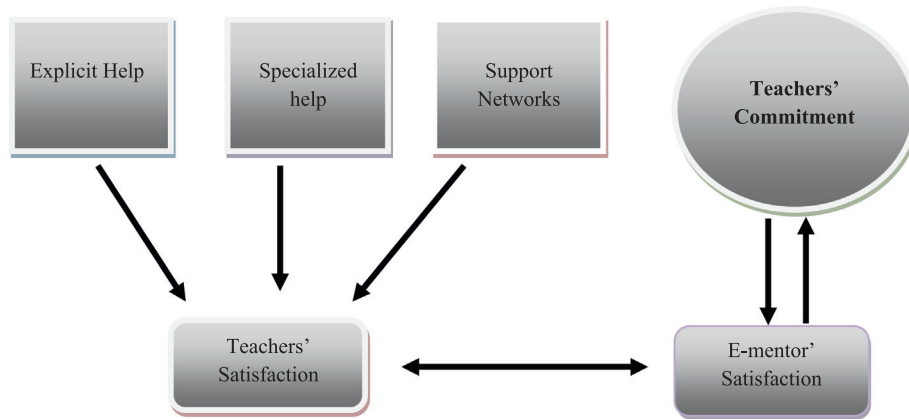 Explicit Help
Specialized
help
Support
Networks
Teachers’
Commitment
Teachers’
Satisfaction
E-mentor’
Satisfaction